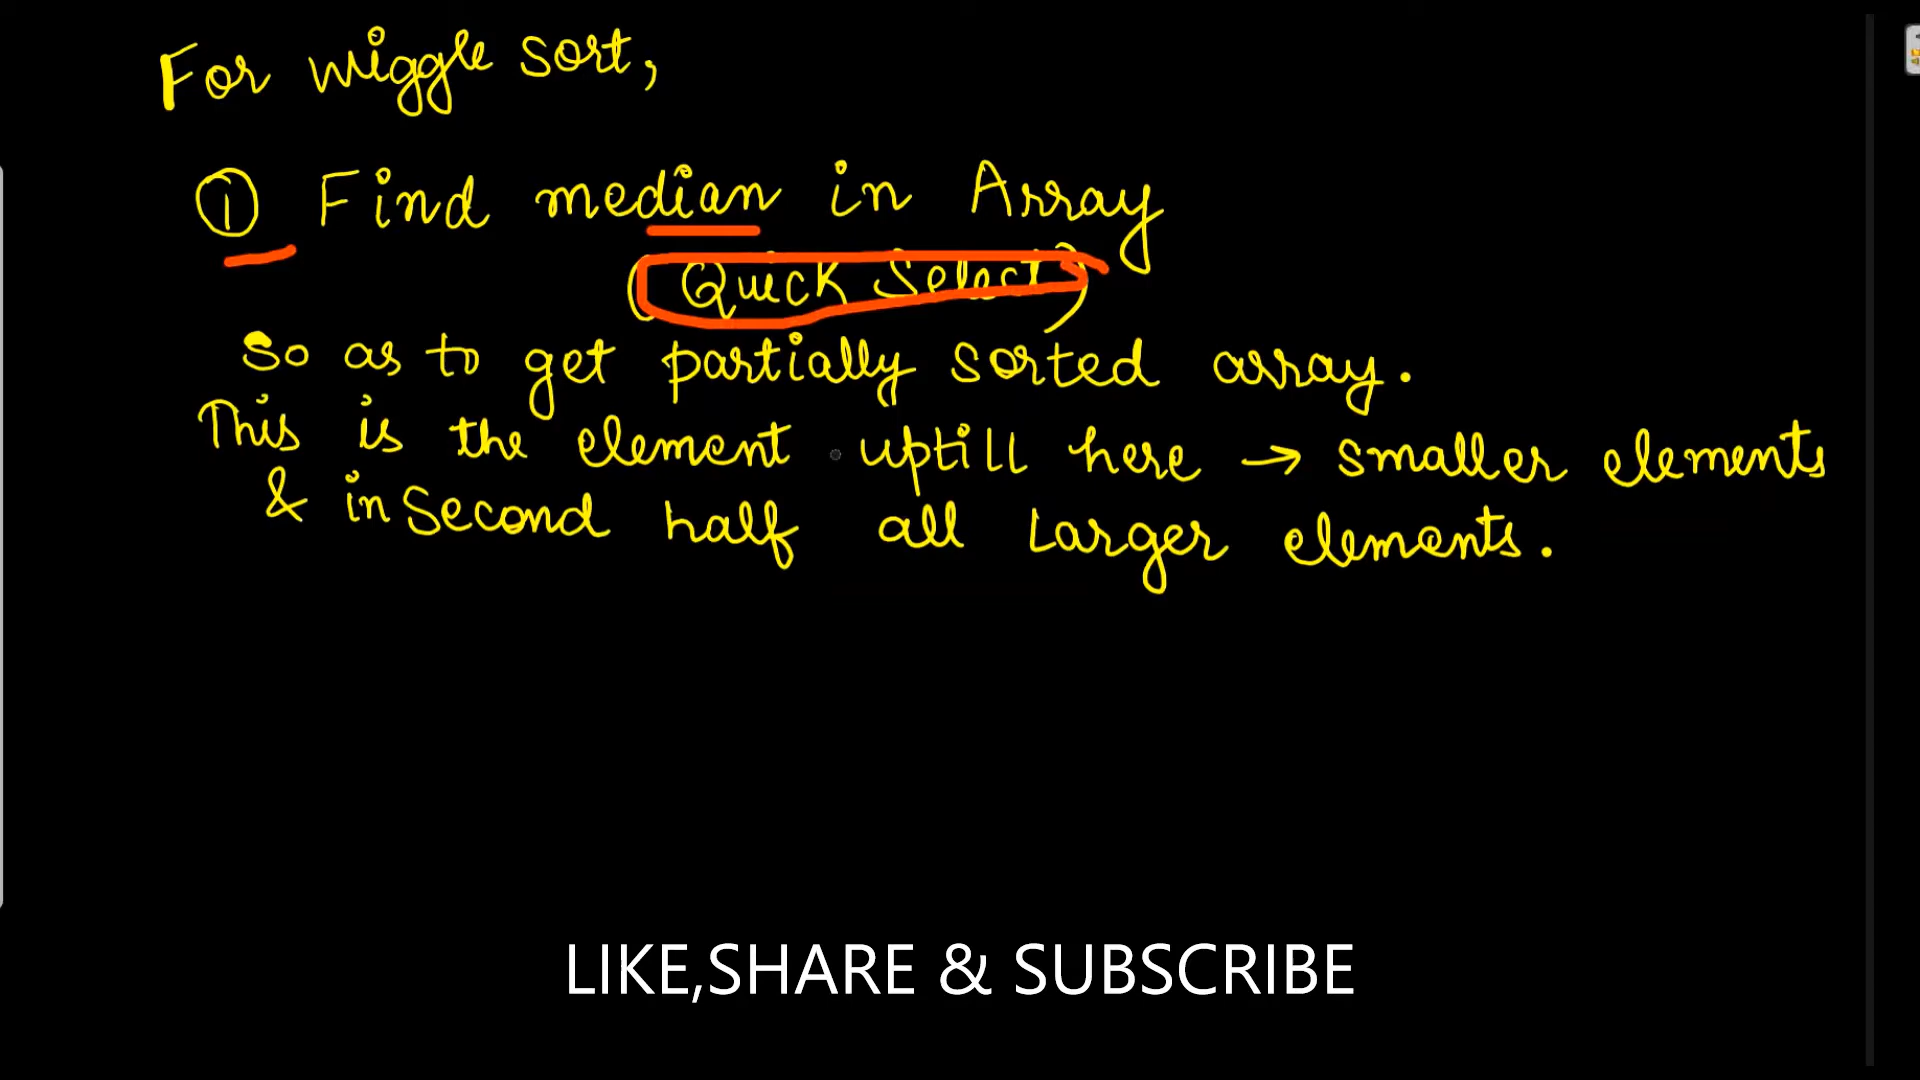 For wiggle sort,
① Find median in Array
(Quick Select)
So as to get partially sorted array.
This is the element uptill here → smaller elements
& in Second half all Larger elements.
LIKE,SHARE & SUBSCRIBE